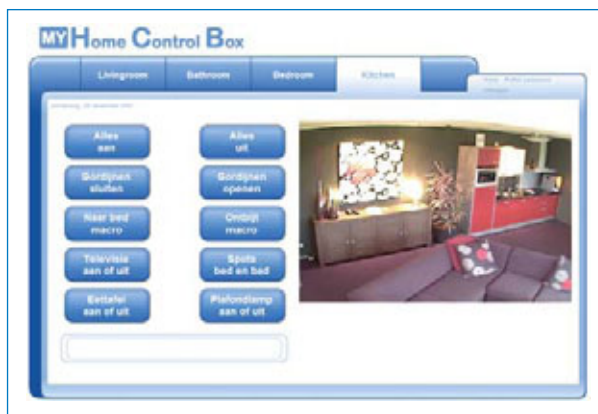 MY Home Control Box
Livingroom Bathroom Bedroom Kitchen
Alles aan
Alles uit
Gordijnen sluiten
Gordijnen openen
Naar bed macro
Ontbijt macro
Televisie aan of uit
Spots bed en bad
Eettafel aan of uit
Plafondlamp aan of uit